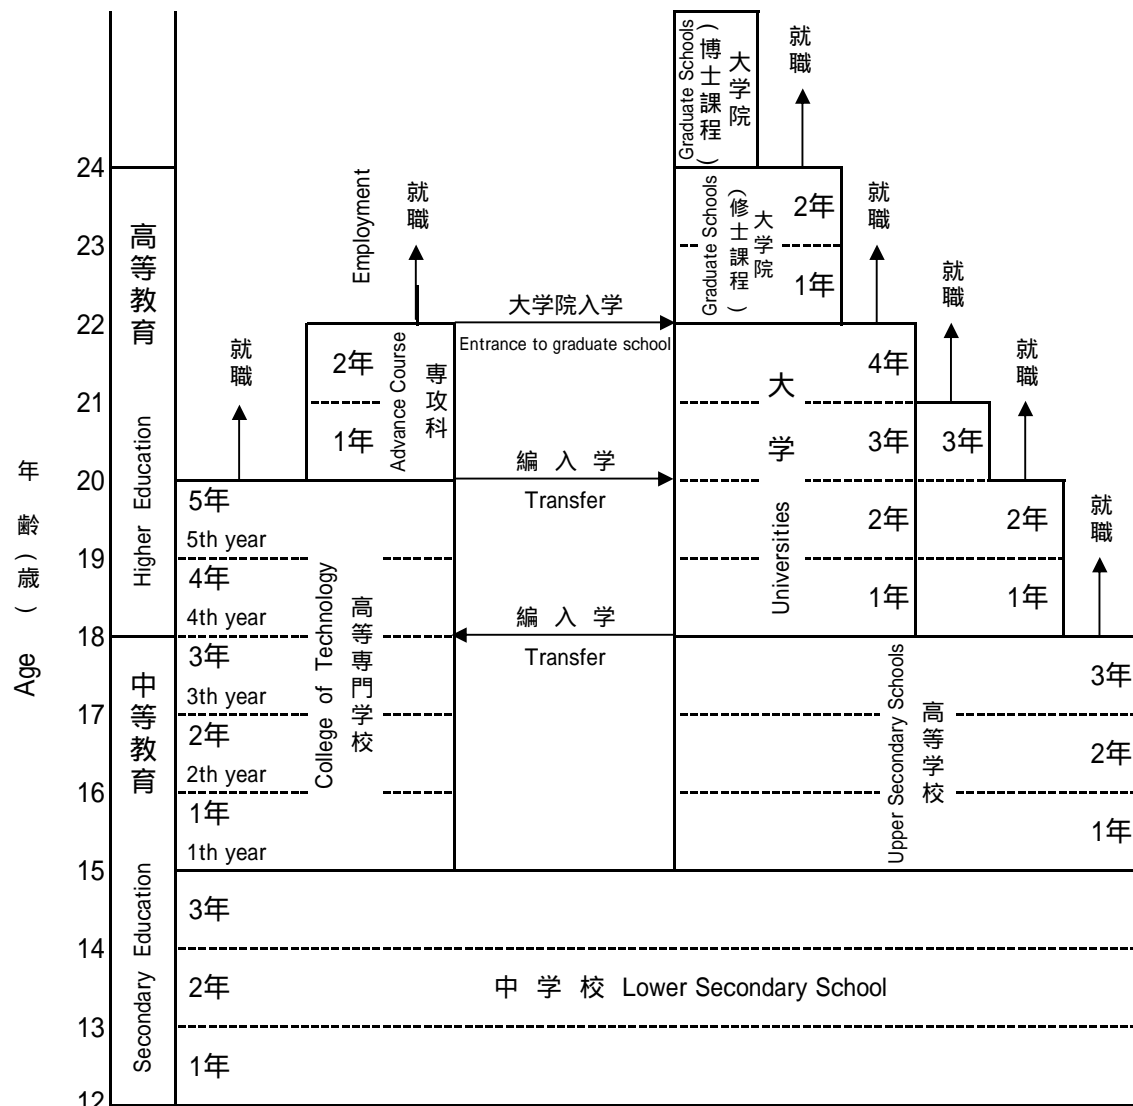 年齢(歳)
Age
24
23
22
21
20
19
18
17
16
15
14
13
12
高等教育
Higher Education
中等教育
Secondary Education
就職
就職
Employment
2年
1年
専攻科
Advance Course
5年
5th year
4年
4th year
3年
3th year
2年
2th year
1年
1th year
College of Technology
高等専門学校
大学院入学
Entrance to graduate school
編入学
Transfer
編入学
Transfer
大学院
(博士課程)
Graduate Schools
就職
大学院
(修士課程)
Graduate Schools
2年
1年
就職
大学
Universities
4年
3年
2年
1年
就職
3年
就職
2年
1年
就職
高等学校
Upper Secondary Schools
3年
2年
1年
3年
2年
1年
中学校 Lower Secondary School